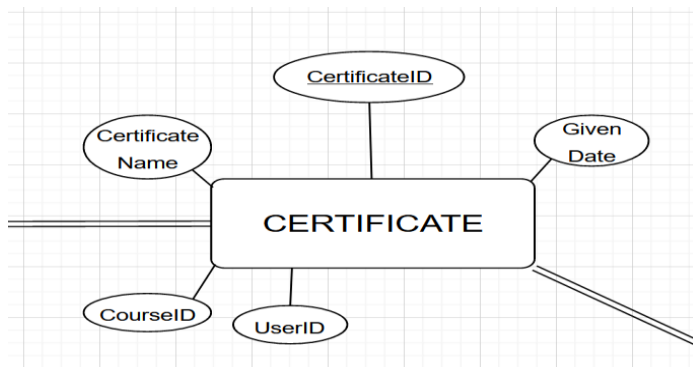 CertificateID
Certificate
Name
Given
Date
CERTIFICATE
CourseID
UserID